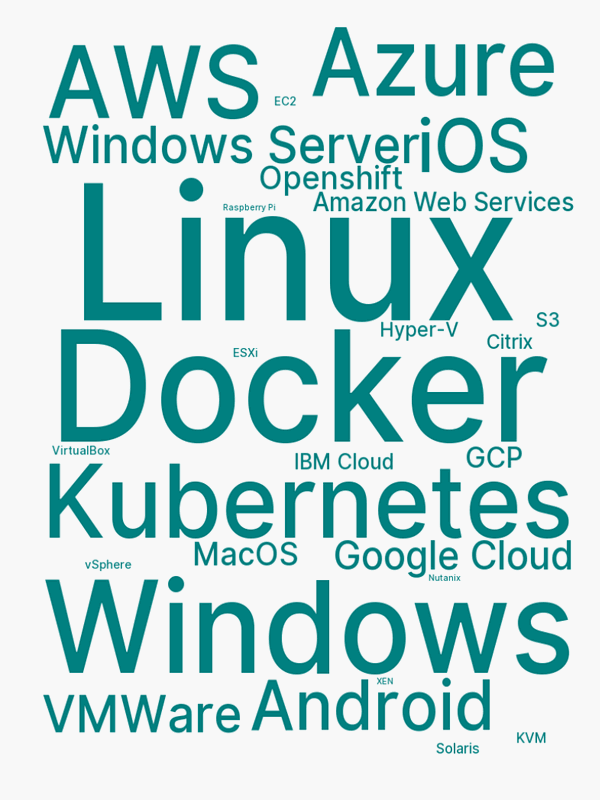 AWS
Azure
EC2
Windows Server
iOS
Openshift
Amazon Web Services
Raspberry Pi
Linux
S3
Hyper-V
Citrix
ESXi
Docker
VirtualBox
IBM Cloud
GCP
Kubernetes
MacOS
Google Cloud
vSphere
Nutanix
Windows
XEN
VMWare
Android
KVM
Solaris